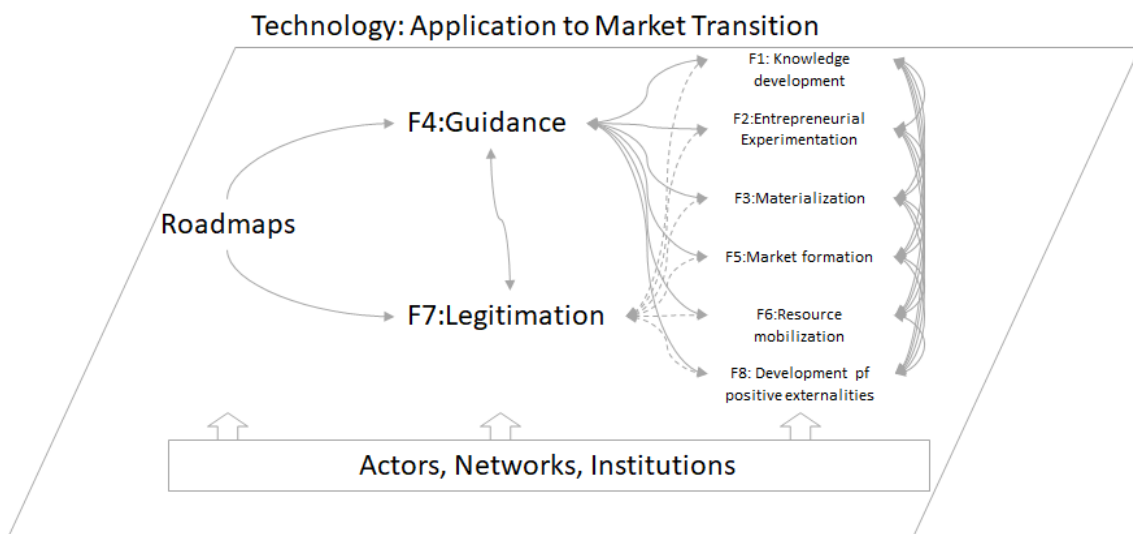 Technology: Application to Market Transition
F1: Knowledge
development
F4:Guidance
F2:Entrepreneurial
Experimentation
F3:Materialization
Roadmaps
F5:Market formation
F7:Legitimation
F6:Resource
mobilization
F8: Development pf
positive externalities
Actors, Networks, Institutions